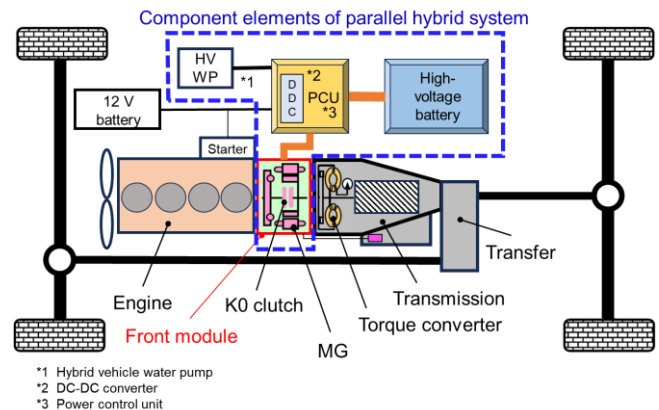 Component elements of parallel hybrid system
HV
WP
*1
*2
D
D
C
PCU
*3
High-
voltage
battery
12 V
battery
Starter
Engine
Front module
K0 clutch
MG
Torque converter
Transmission
Transfer
*1 Hybrid vehicle water pump
*2 DC-DC converter
*3 Power control unit